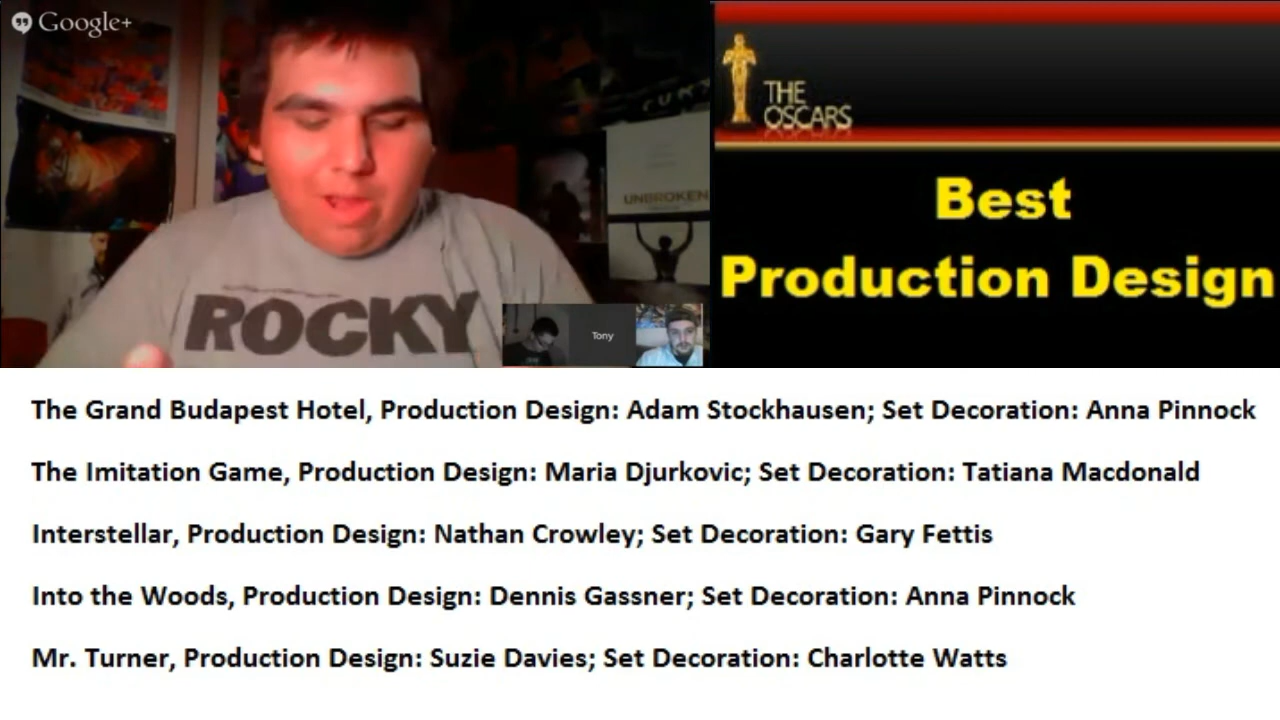 Google+
UNBROKEN
ROCKY
Tony
THE
OSCARS
Best
Production Design
The Grand Budapest Hotel, Production Design: Adam Stockhausen; Set Decoration: Anna Pinnock
The Imitation Game, Production Design: Maria Djurkovic; Set Decoration: Tatiana Macdonald
Interstellar, Production Design: Nathan Crowley; Set Decoration: Gary Fettis
Into the Woods, Production Design: Dennis Gassner; Set Decoration: Anna Pinnock
Mr. Turner, Production Design: Suzie Davies; Set Decoration: Charlotte Watts